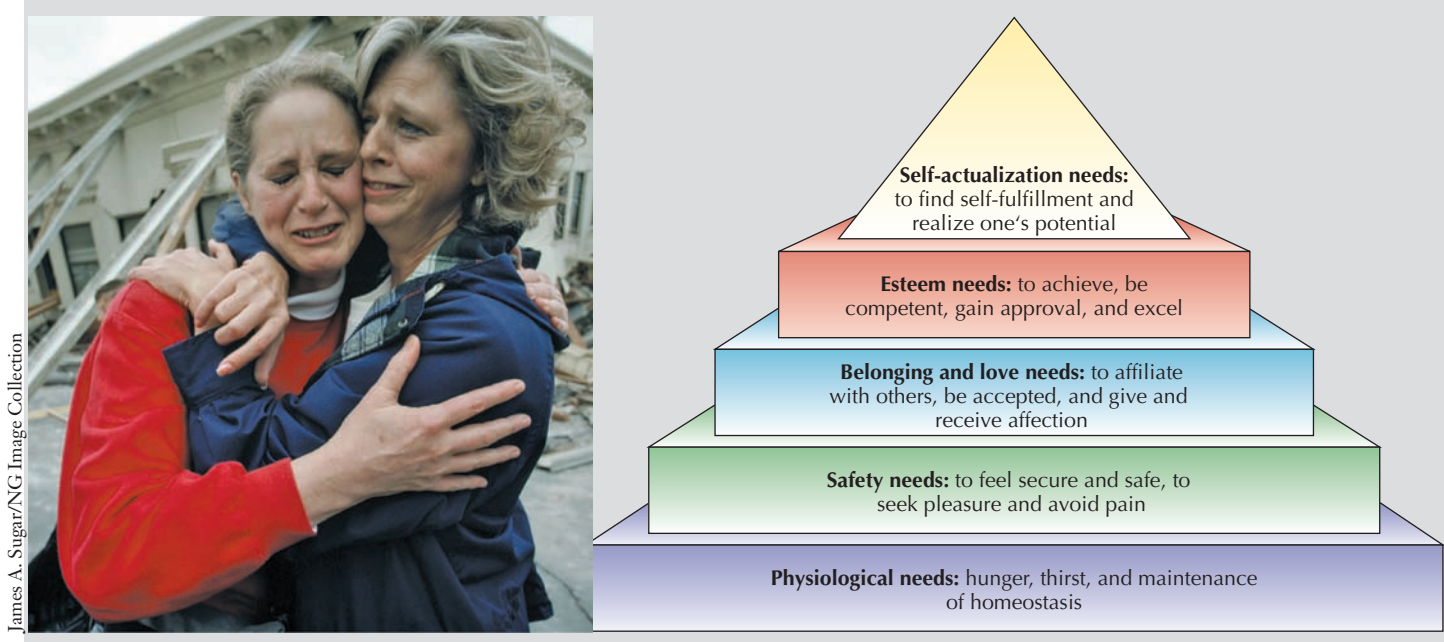 James A. Sugar/NG Image Collection
Self-actualization needs:
to find self-fulfillment and
realize one‘s potential
Esteem needs: to achieve, be
competent, gain approval, and excel
Belonging and love needs: to affiliate
with others, be accepted, and give and
receive affection
Safety needs: to feel secure and safe, to
seek pleasure and avoid pain
Physiological needs: hunger, thirst, and maintenance
of homeostasis